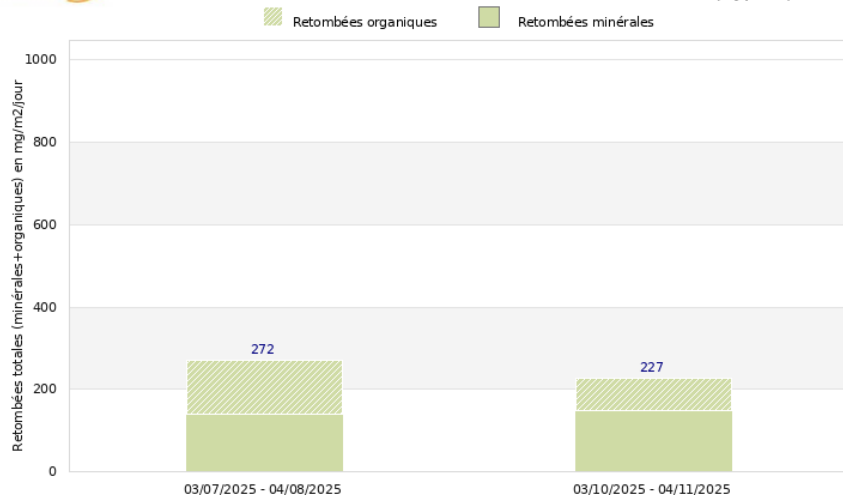 Retombées organiques
Retombées minérales
Retombées totales (minérales+organiques) en mg/m2/jour
1000
800
600
400
200
0
272
227
03/07/2025 - 04/08/2025
03/10/2025 - 04/11/2025